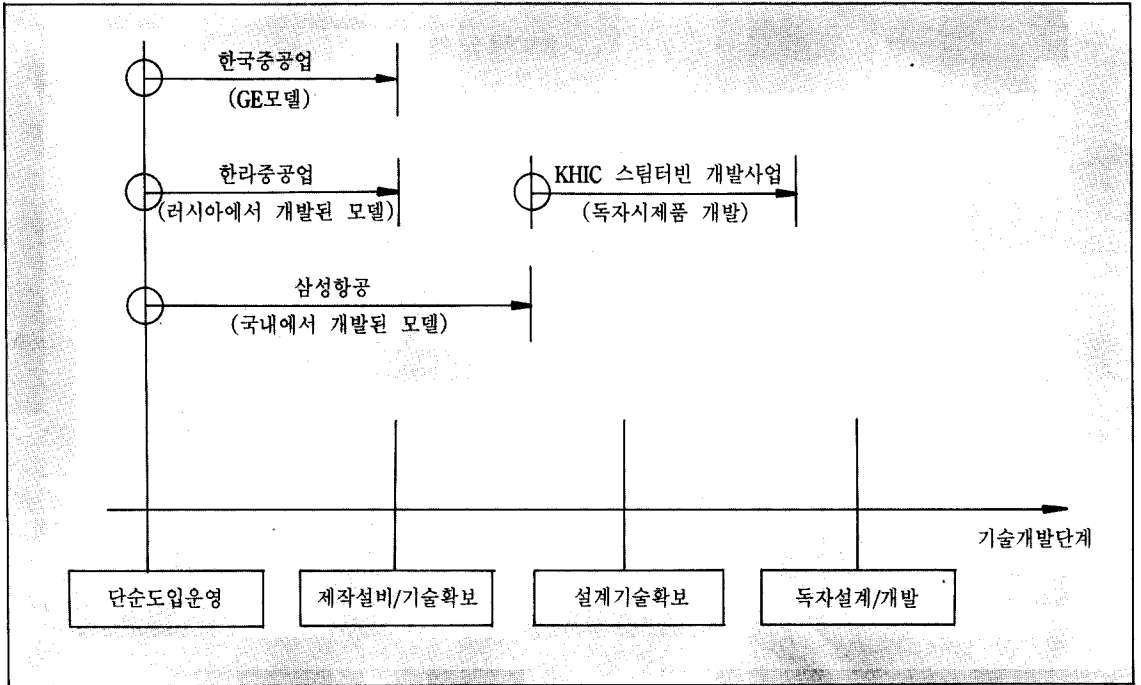 한국중공업
(GE모델)
한라중공업
(러시아에서 개발된 모델)
KHIC 스팀터빈 개발사업
(독자시제품 개발)
삼성항공
(국내에서 개발된 모델)
기술개발단계
단순도입운영
제작설비/기술확보
설계기술확보
독자설계/개발